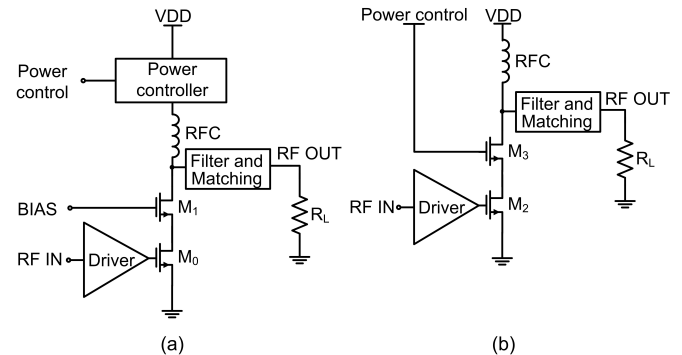 VDD
Power
control
Power
controller
RFC
Filter and
Matching
RF OUT
BIAS
M1
RL
RF IN
Driver
M0
(a)
Power control
VDD
RFC
Filter and
Matching
RF OUT
M3
RL
RF IN
Driver
M2
(b)